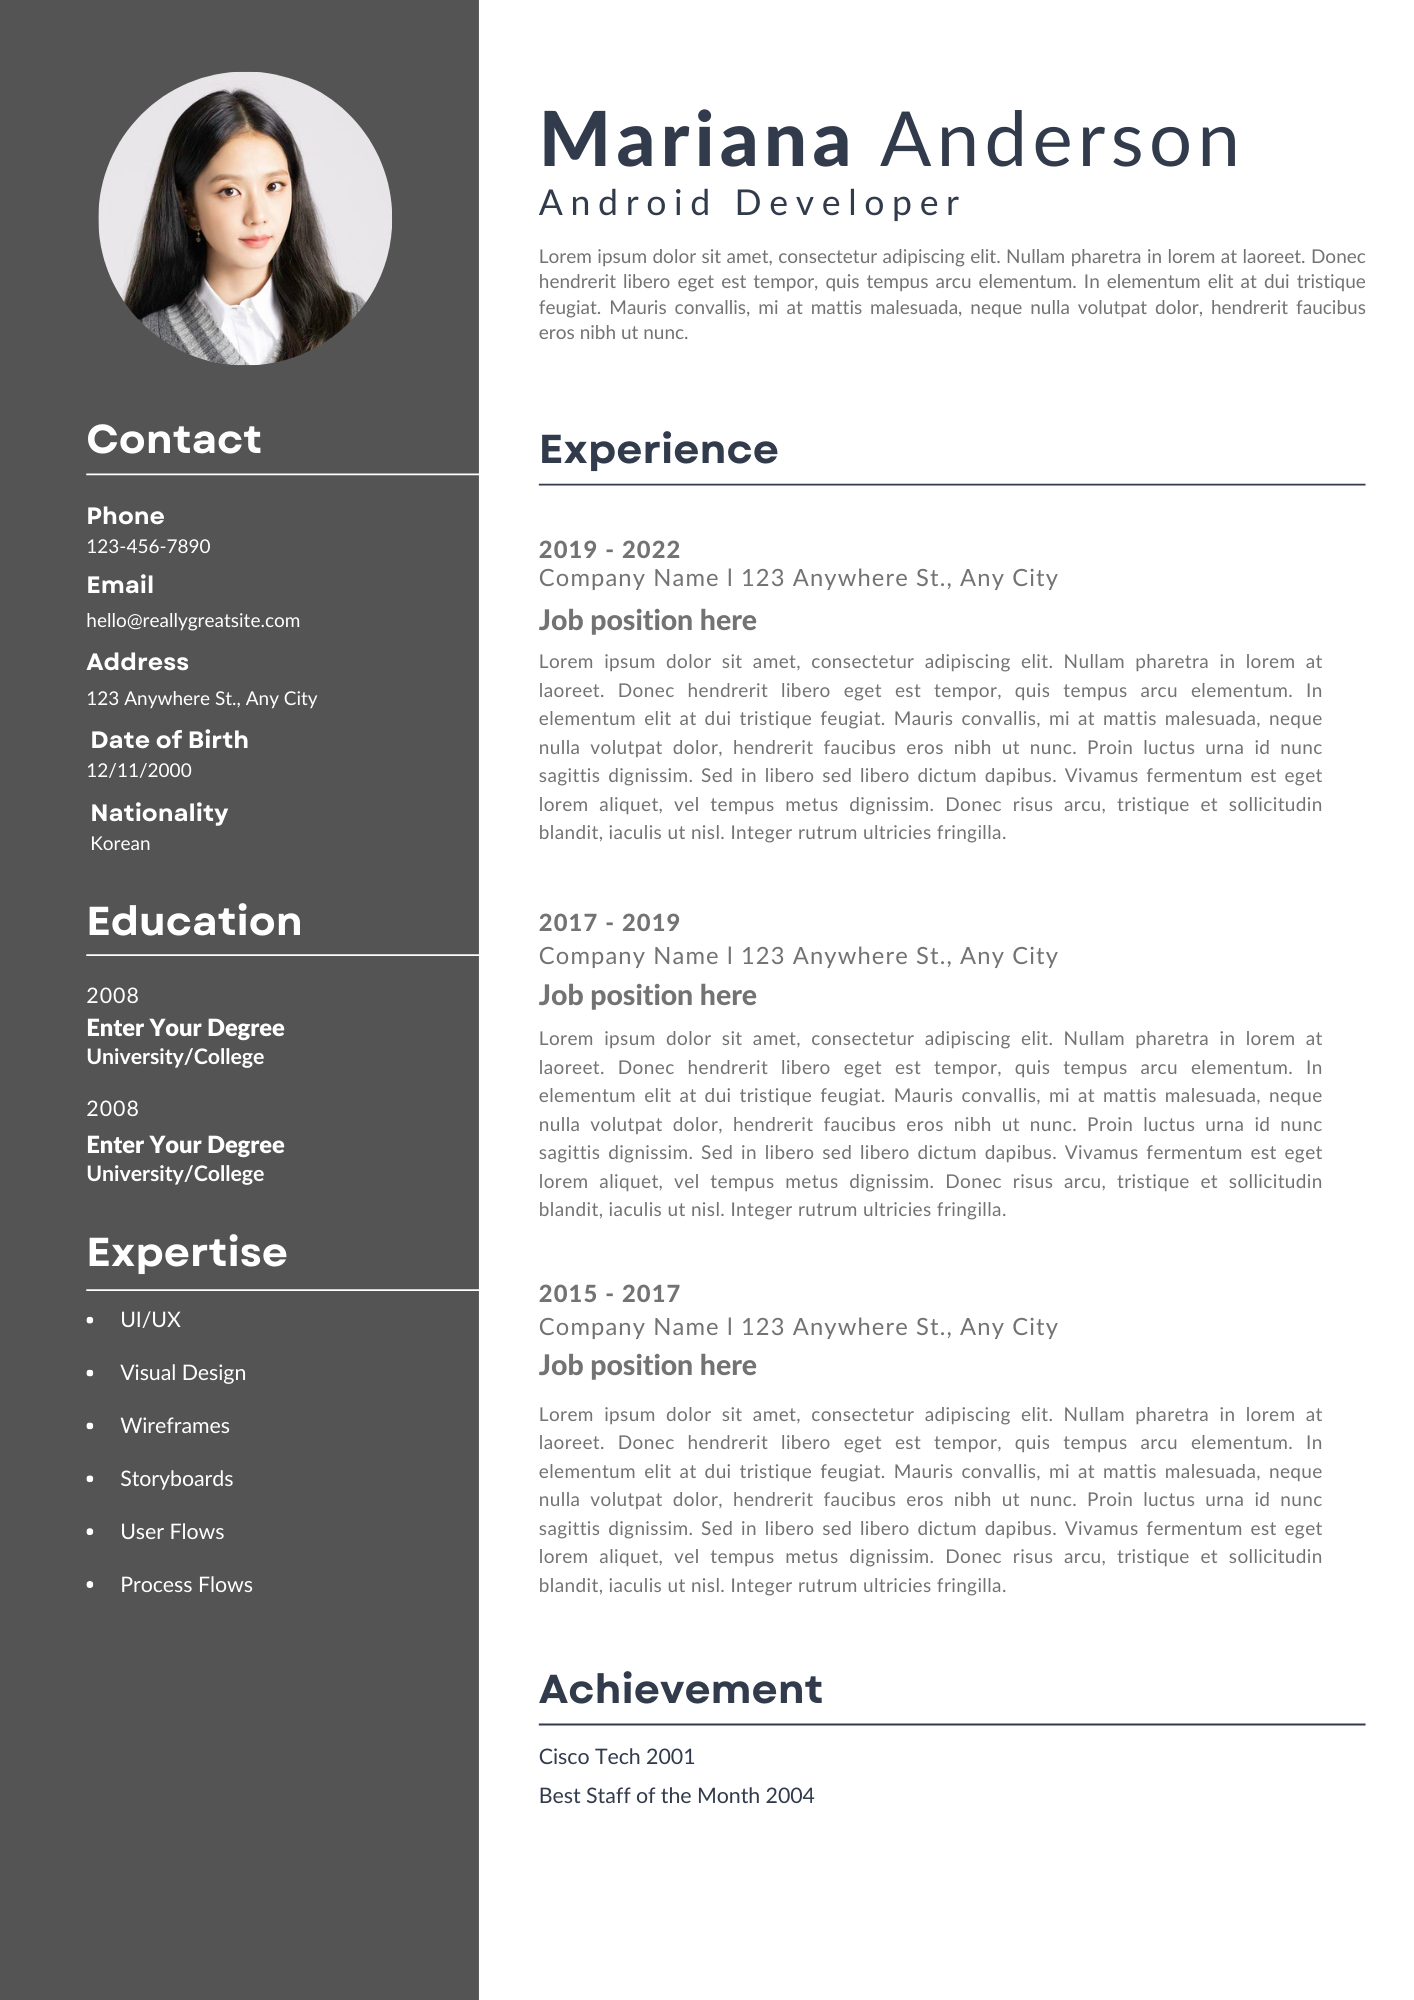 Mariana Anderson
Android Developer
Lorem ipsum dolor sit amet, consectetur adipiscing elit. Nullam pharetra in lorem at laoreet. Donec
hendrerit libero eget est tempor, quis tempus arcu elementum. In elementum elit at dui tristique
feugiat. Mauris convallis, mi at mattis malesuada, neque nulla volutpat dolor, hendrerit faucibus
eros nibh ut nunc.
Contact
Phone
123-456-7890
Email
hello@reallygreatsite.com
Address
123 Anywhere St., Any City
Date of Birth
12/11/2000
Nationality
Korean
Education
2008
Enter Your Degree
University/College
2008
Enter Your Degree
University/College
Expertise
• UI/UX
• Visual Design
• Wireframes
• Storyboards
• User Flows
• Process Flows
Experience
2019 - 2022
Company Name l 123 Anywhere St., Any City
Job position here
Lorem ipsum dolor sit amet, consectetur adipiscing elit. Nullam pharetra in lorem at
laoreet. Donec hendrerit libero eget est tempor, quis tempus arcu elementum. In
elementum elit at dui tristique feugiat. Mauris convallis, mi at mattis malesuada, neque
nulla volutpat dolor, hendrerit faucibus eros nibh ut nunc. Proin luctus urna id nunc
sagittis dignissim. Sed in libero sed libero dictum dapibus. Vivamus fermentum est eget
lorem aliquet, vel tempus metus dignissim. Donec risus arcu, tristique et sollicitudin
blandit, iaculis ut nisl. Integer rutrum ultricies fringilla.
2017 - 2019
Company Name l 123 Anywhere St., Any City
Job position here
Lorem ipsum dolor sit amet, consectetur adipiscing elit. Nullam pharetra in lorem at
laoreet. Donec hendrerit libero eget est tempor, quis tempus arcu elementum. In
elementum elit at dui tristique feugiat. Mauris convallis, mi at mattis malesuada, neque
nulla volutpat dolor, hendrerit faucibus eros nibh ut nunc. Proin luctus urna id nunc
sagittis dignissim. Sed in libero sed libero dictum dapibus. Vivamus fermentum est eget
lorem aliquet, vel tempus metus dignissim. Donec risus arcu, tristique et sollicitudin
blandit, iaculis ut nisl. Integer rutrum ultricies fringilla.
2015 - 2017
Company Name l 123 Anywhere St., Any City
Job position here
Lorem ipsum dolor sit amet, consectetur adipiscing elit. Nullam pharetra in lorem at
laoreet. Donec hendrerit libero eget est tempor, quis tempus arcu elementum. In
elementum elit at dui tristique feugiat. Mauris convallis, mi at mattis malesuada, neque
nulla volutpat dolor, hendrerit faucibus eros nibh ut nunc. Proin luctus urna id nunc
sagittis dignissim. Sed in libero sed libero dictum dapibus. Vivamus fermentum est eget
lorem aliquet, vel tempus metus dignissim. Donec risus arcu, tristique et sollicitudin
blandit, iaculis ut nisl. Integer rutrum ultricies fringilla.
Achievement
Cisco Tech 2001
Best Staff of the Month 2004